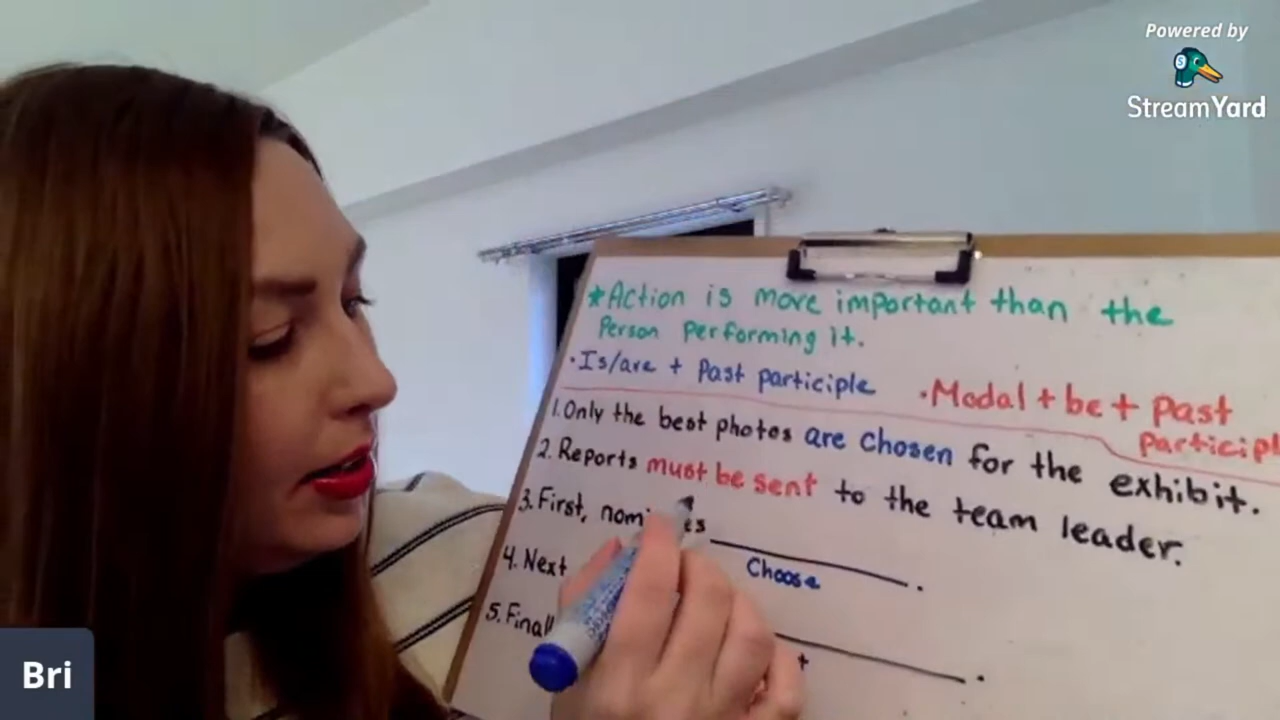 Powered by
StreamYard
*Action is more important than the
Person performing it.
•Is/are + Past participle
•Modal + be + past
participl
1.Only the best photos are chosen for the exhibit.
2. Reports must be sent to the team leader.
3. First, .
Choose
4. Next
5. .
Bri